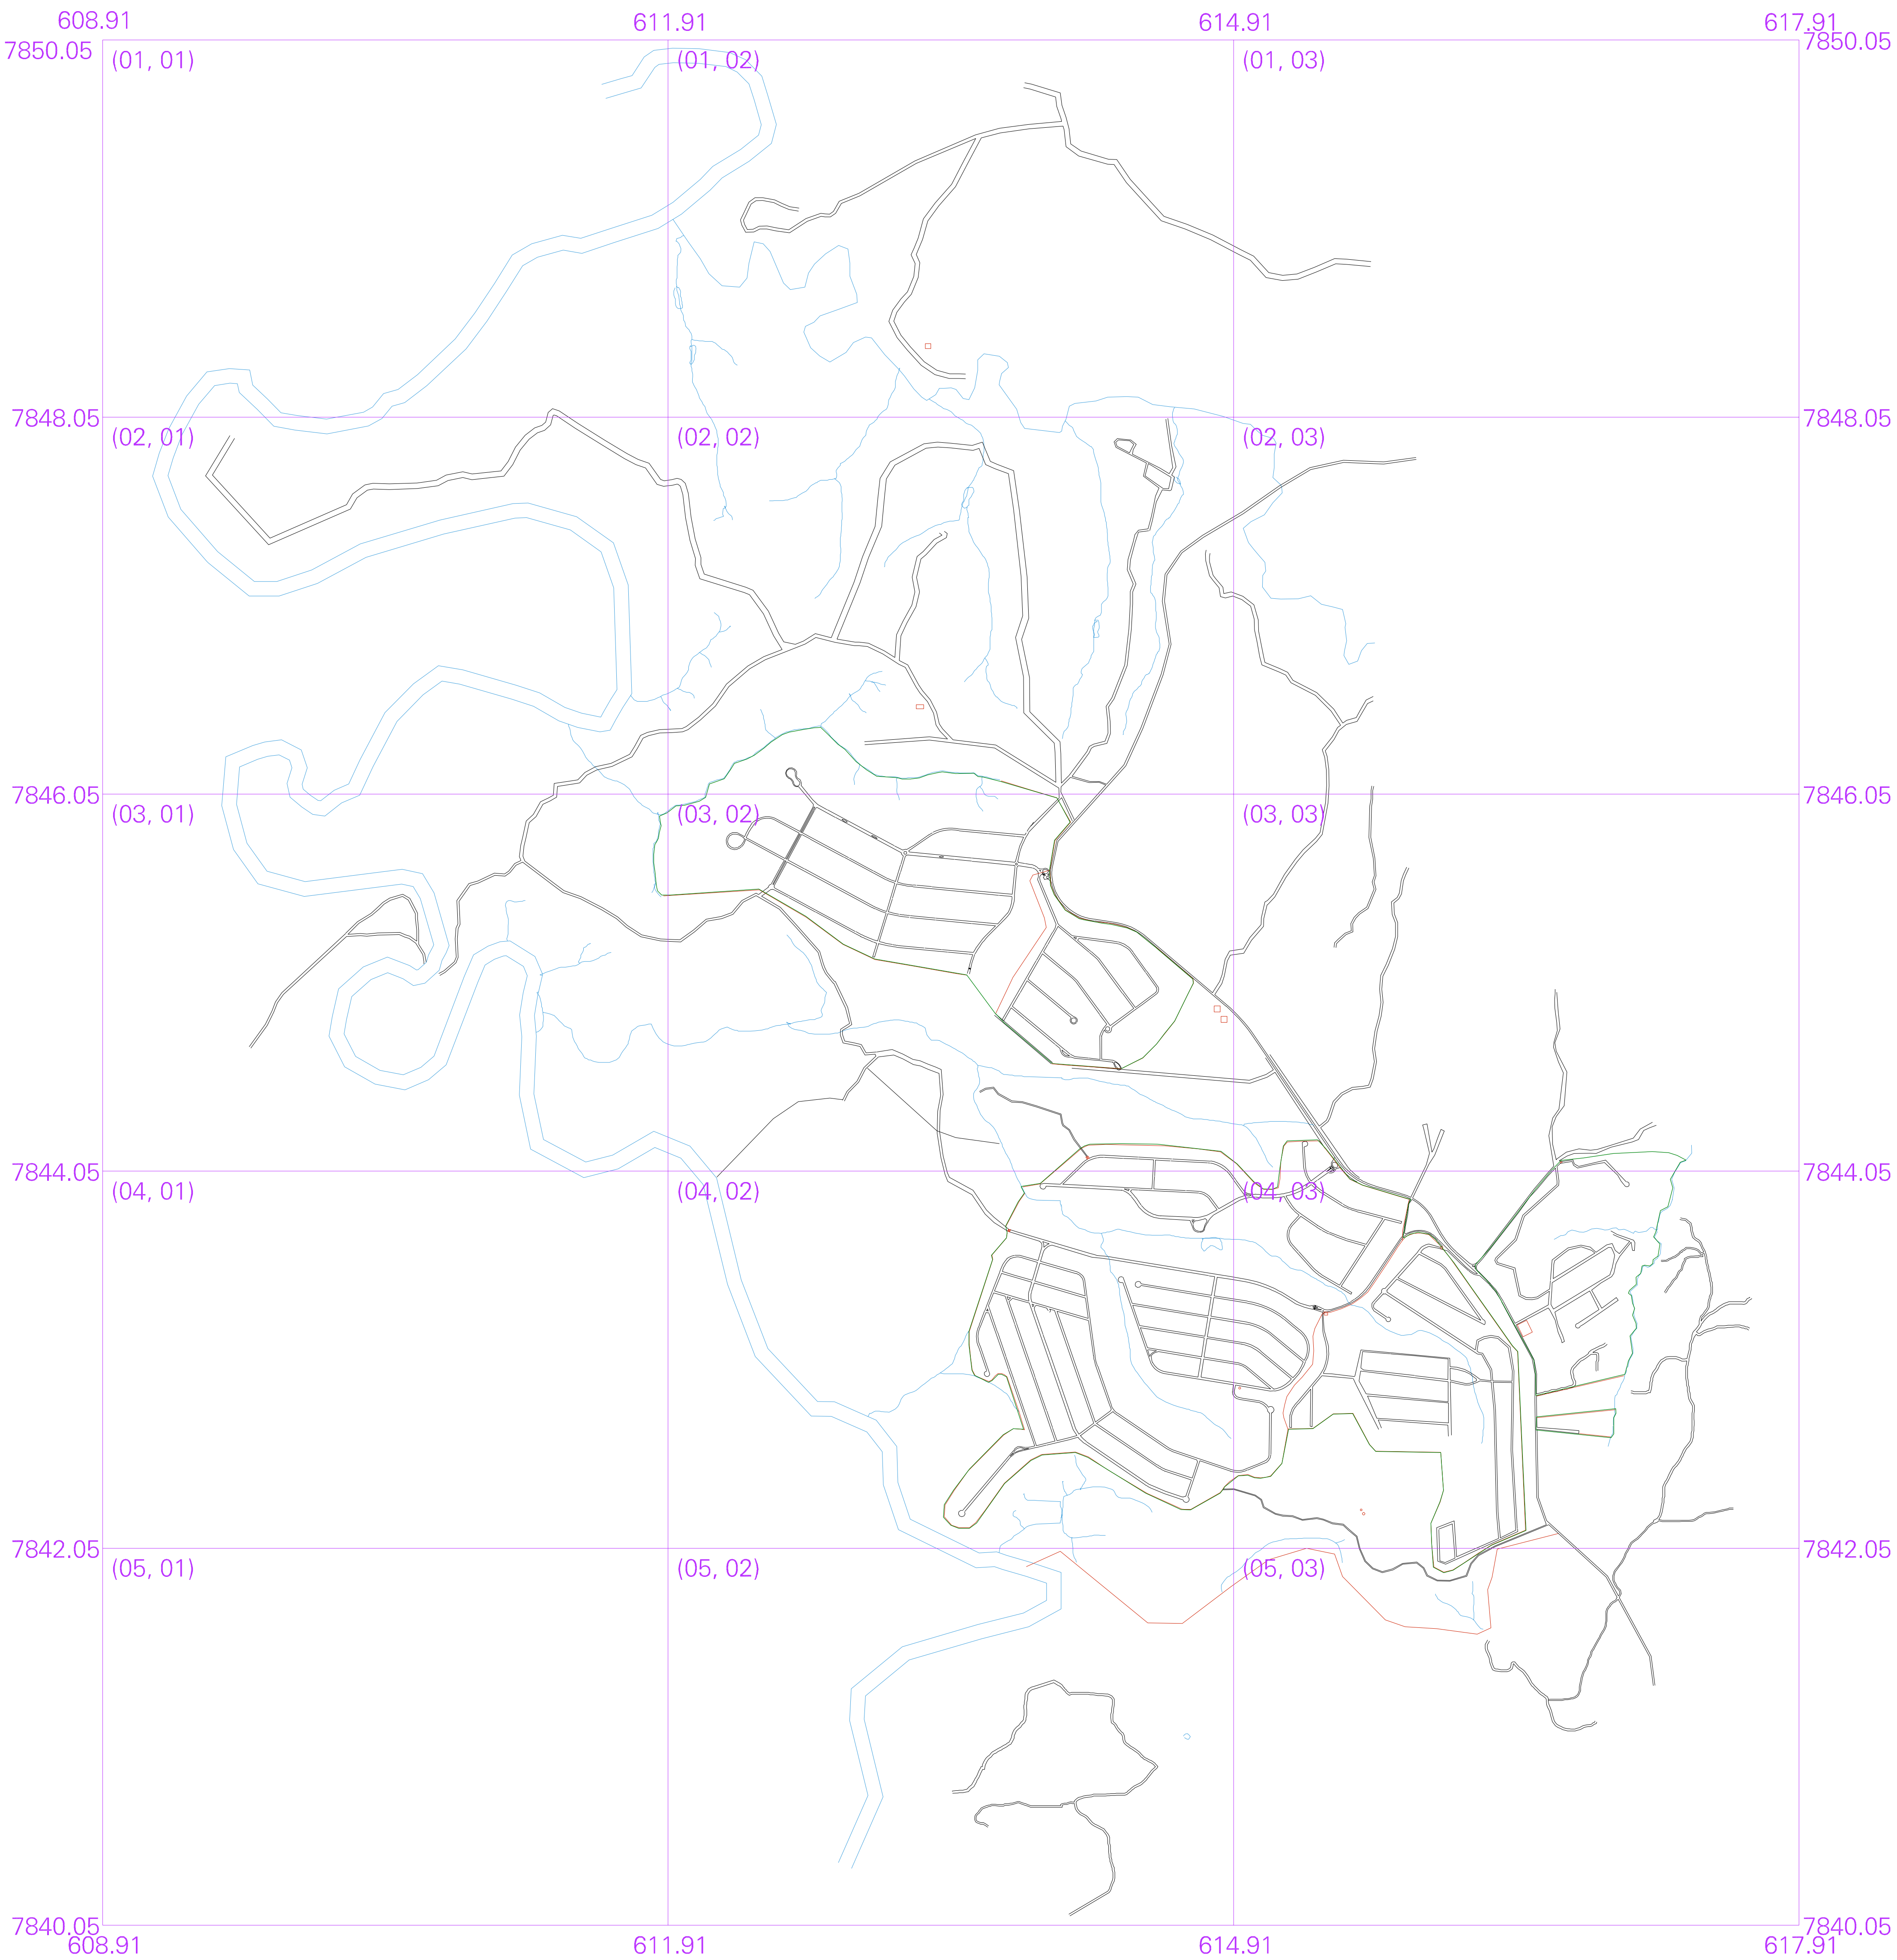 608.91 611.91 614.91 617.91
7850.05 7850.05
(01, 01) (01, 02) (01, 03)
7848.05 7848.05
(02, 01) (02, 02) (02, 03)
7846.05 7846.05
(03, 01) (03, 02) (03, 03)
7844.05 7844.05
(04, 01) (04, 02) (04, 03)
7842.05 7842.05
(05, 01) (05, 02) (05, 03)
7840.05 7840.05
608.91 611.91 614.91 617.91